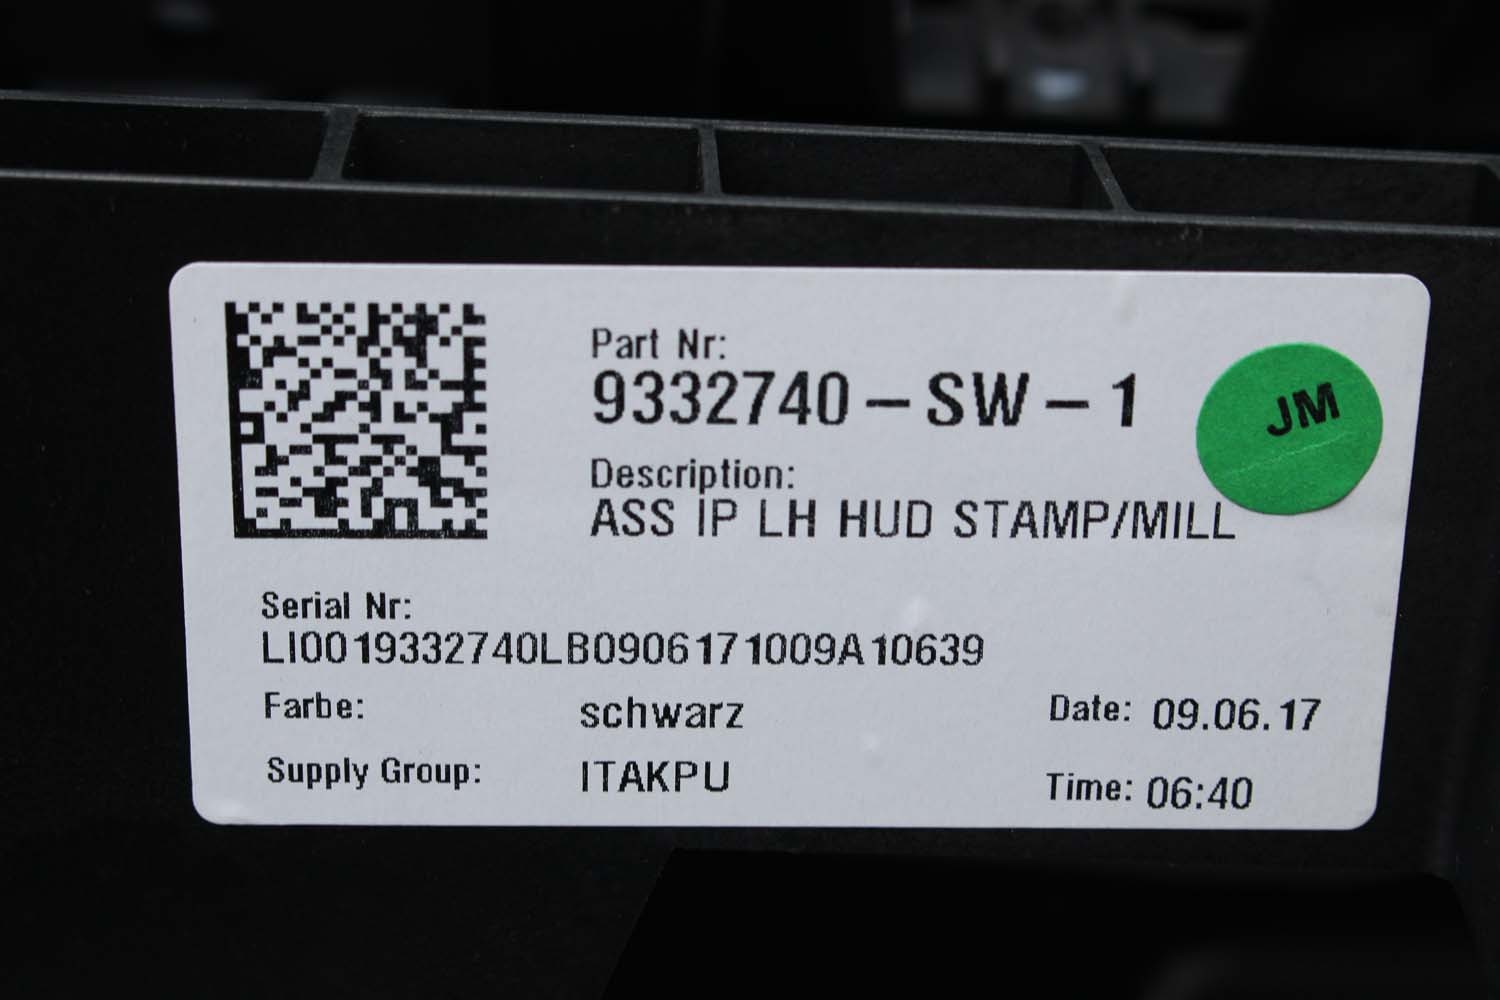 Part Nr:
9332740-SW-1
JM
Description:
ASS IP LH HUD STAMP/MILL
Serial Nr:
LI0019332740LB0906171009A10639
Farbe: schwarz Date: 09.06.17
Supply Group: ITAKPU Time: 06:40